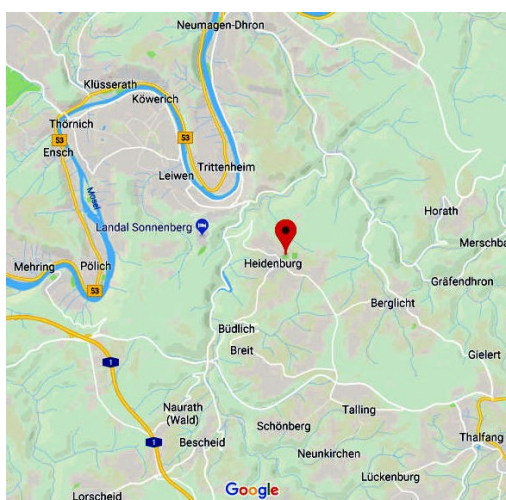 Neumagen-Dhron
Klüsserath
Köwerich
Thörnich
53
53
Ensch
Trittenheim
Leiwen
Mosel
Horath
Landal Sonnenberg
Merschba
Heidenburg
Mehring
Pölich
Gräfendhron
53
Berglicht
Büdlich
Breit
Gielert
1
Naurath
(Wald)
Talling
Schönberg
1
Bescheid
Thalfang
Neunkirchen
Lückenburg
Google
Lorscheid